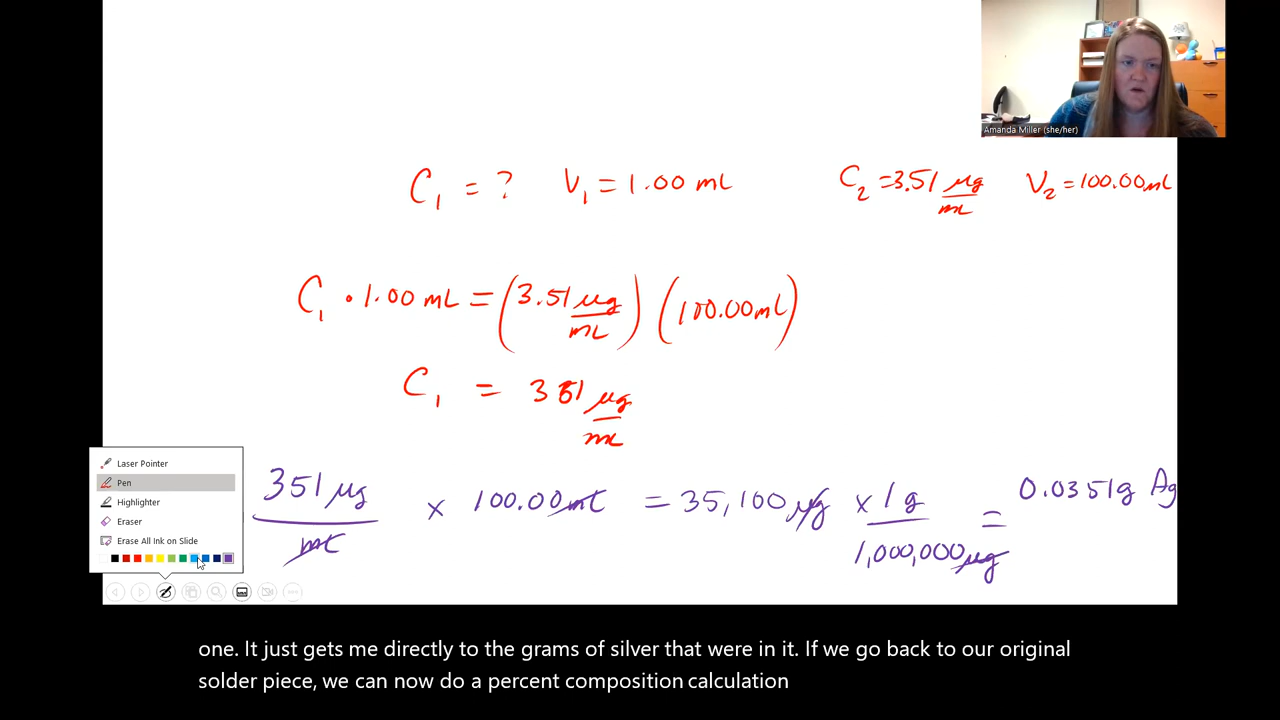 Amanda Miller (she/her)
C₁ = ? V₁ = 1.00 mL C₂ = 3.51 μg/mL V₂ = 100.00 mL
C₁ · 1.00 mL = (3.51 μg/mL) (100.00 mL)
C₁ = 351 μg/mL
351 μg/mL × 100.00 mL = 35,100 μg × 1 g/1,000,000 μg = 0.0351g Ag
Laser Pointer
Pen
Highlighter
Eraser
Erase All Ink on Slide
one. It just gets me directly to the grams of silver that were in it. If we go back to our original
solder piece, we can now do a percent composition calculation